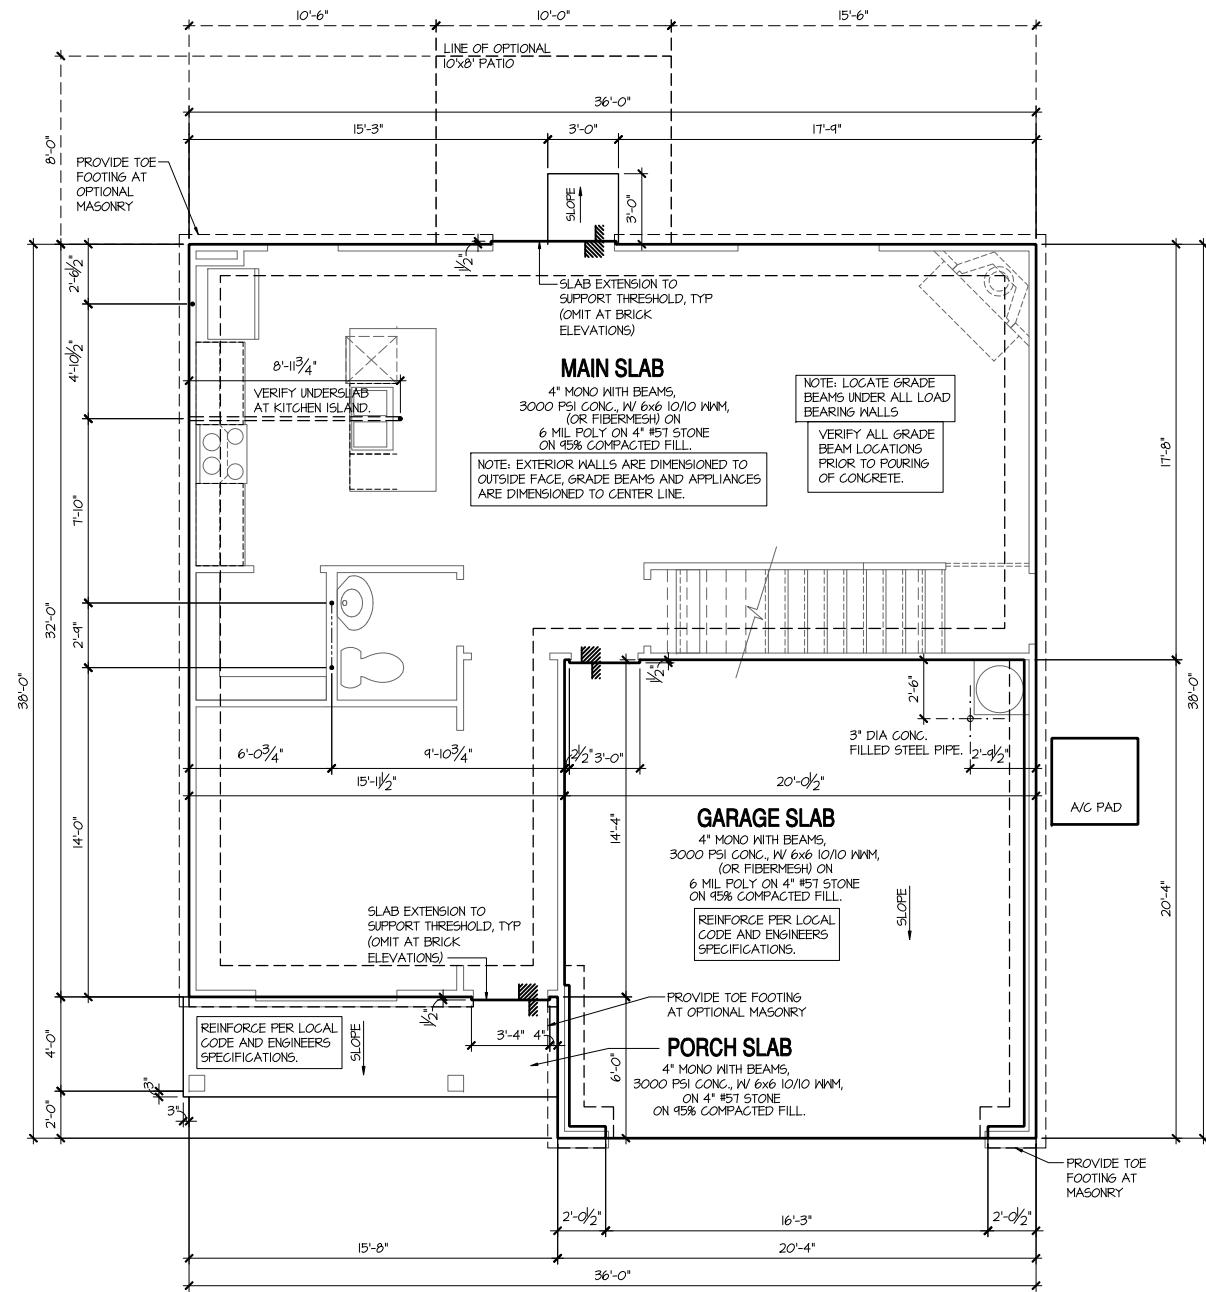 10'-6"
10'-0"
15'-6"
LINE OF OPTIONAL
10'x8' PATIO
36'-0"
15'-3"
3'-0"
17'-9"
8'-0"
PROVIDE TOE
FOOTING AT
OPTIONAL
MASONRY
SLOPE
3'-0"
1/2"
2'-6 1/2"
SLAB EXTENSION TO
SUPPORT THRESHOLD, TYP
(OMIT AT BRICK
ELEVATIONS)
4'-10 1/2"
8'-11 3/4"
VERIFY UNDERSLAB
AT KITCHEN ISLAND.
MAIN SLAB
4" MONO WITH BEAMS,
3000 PSI CONC., W/ 6x6 10/10 WWM,
(OR FIBERMESH) ON
6 MIL POLY ON 4" #57 STONE
ON 95% COMPACTED FILL.
NOTE: EXTERIOR WALLS ARE DIMENSIONED TO
OUTSIDE FACE, GRADE BEAMS AND APPLIANCES
ARE DIMENSIONED TO CENTER LINE.
NOTE: LOCATE GRADE
BEAMS UNDER ALL LOAD
BEARING WALLS
VERIFY ALL GRADE
BEAM LOCATIONS
PRIOR TO POURING
OF CONCRETE.
17'-8"
7'-10"
32'-0"
2'-4"
38'-0"
38'-0"
1/2"
2'-6"
3" DIA CONC.
FILLED STEEL PIPE.
2'-9 1/2"
6'-0 3/4"
9'-10 3/4"
2 1/2"
3'-0"
15'-11 1/2"
20'-0 1/2"
A/C PAD
14'-0"
14'-4"
GARAGE SLAB
4" MONO WITH BEAMS,
3000 PSI CONC., W/ 6x6 10/10 WWM,
(OR FIBERMESH) ON
6 MIL POLY ON 4" #57 STONE
ON 95% COMPACTED FILL.
REINFORCE PER LOCAL
CODE AND ENGINEERS
SPECIFICATIONS.
SLOPE
20'-4"
SLAB EXTENSION TO
SUPPORT THRESHOLD, TYP
(OMIT AT BRICK
ELEVATIONS)
PROVIDE TOE FOOTING
AT OPTIONAL MASONRY
1/2"
3'-4"
4"
REINFORCE PER LOCAL
CODE AND ENGINEERS
SPECIFICATIONS.
SLOPE
4'-0"
PORCH SLAB
4" MONO WITH BEAMS,
3000 PSI CONC., W/ 6x6 10/10 WWM,
ON 4" #57 STONE
ON 95% COMPACTED FILL.
6'-0"
3"
3"
2'-0"
PROVIDE TOE
FOOTING AT
MASONRY
2'-0 1/2"
16'-3"
2'-0 1/2"
15'-8"
20'-4"
36'-0"